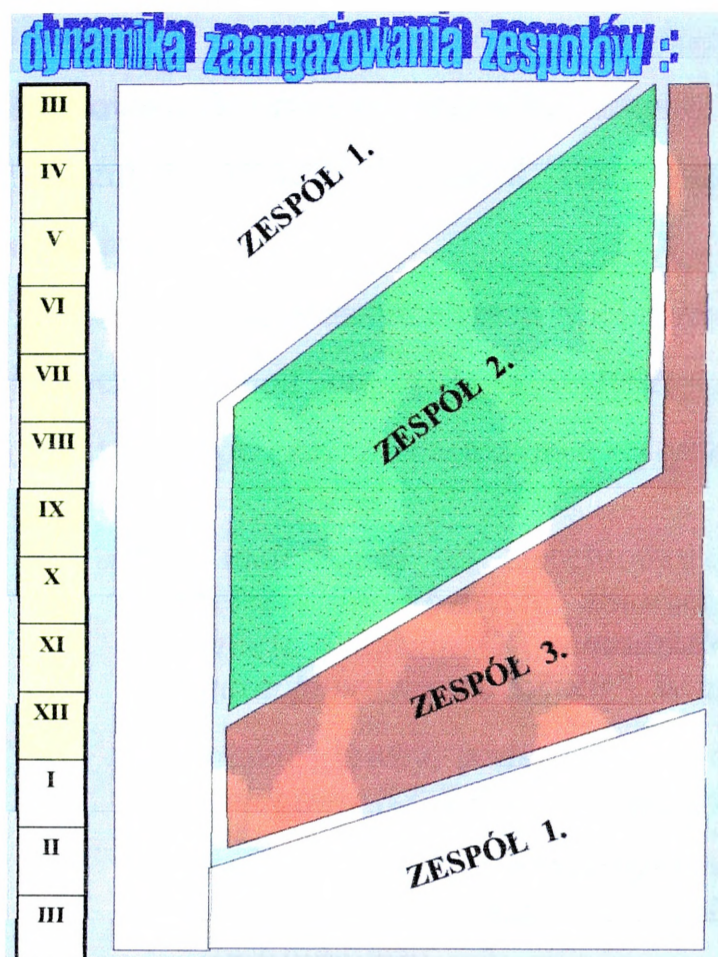 dynamika zaangażowania zespołów :
III
IV
V
VI
VII
VIII
IX
X
XI
XII
I
II
III
ZESPÓŁ 1.
ZESPÓŁ 2.
ZESPÓŁ 3.
ZESPÓŁ 1.